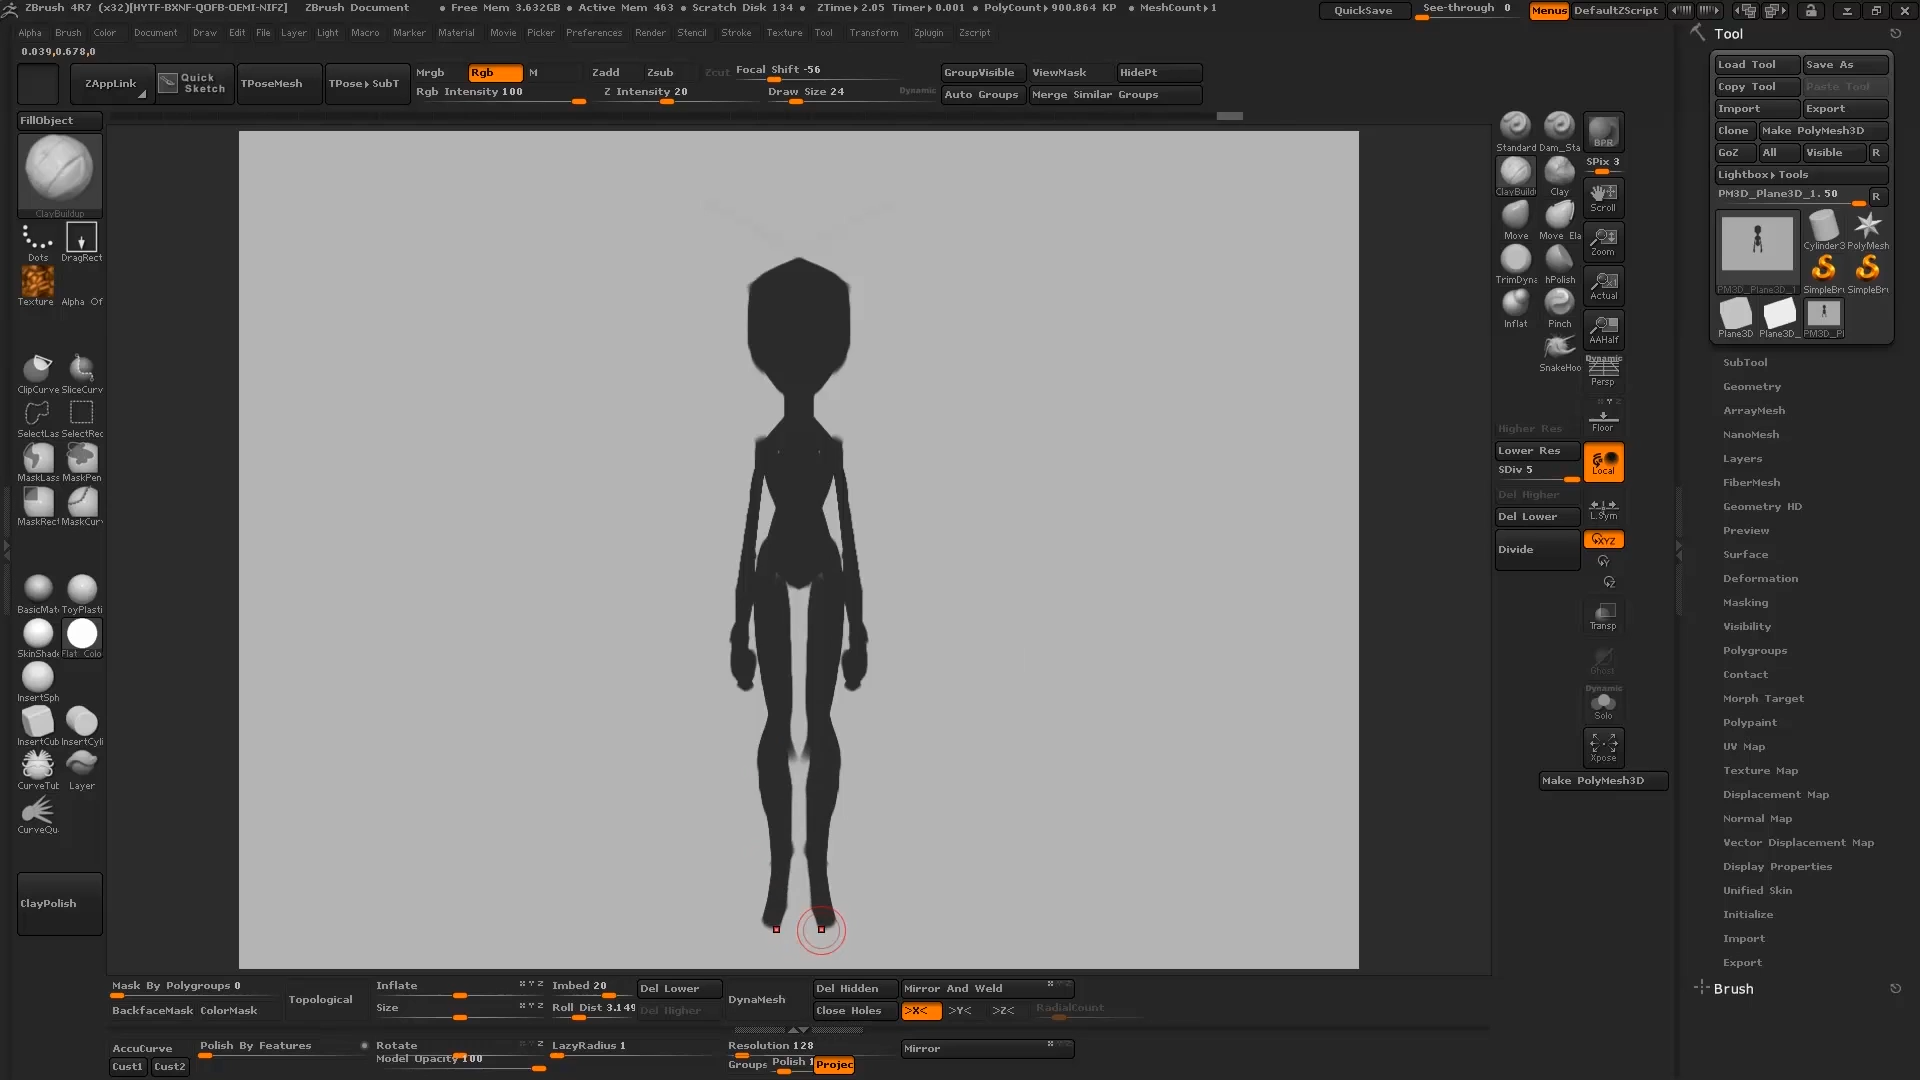 ZBrush 4R7 (x32)[HYTF-BXNF-QOFB-OEMI-NIFZ] ZBrush Document • Free Mem 3.632GB • Active Mem 463 • Scratch Disk 134 • ZTime▸2.05 Timer▸0.001 • PolyCount▸900.864 KP • MeshCount▸1 QuickSave See-through 0 Menus DefaultZScript
Alpha Brush Color Document Draw Edit File Layer Light Macro Marker Material Movie Picker Preferences Render Stencil Stroke Texture Tool Transform Zplugin Zscript
0.039,0.678,0
ZAppLink
Quick Sketch
TPoseMesh
TPose▸SubT
Mrgb Rgb M Zadd Zsub Zcut Focal Shift -56
Rgb Intensity 100 Z Intensity 20 Draw Size 24 Dynamic
GroupVisible ViewMask HidePt
Auto Groups Merge Similar Groups
FillObject
ClayBuildup
Dots DragRect
Texture Alpha Of
ClipCurve SliceCurv
SelectLas SelectRec
MaskLass MaskPen
MaskRect MaskCur
BasicMat ToyPlasti
SkinShade Flat Colo
InsertSph
InsertCub InsertCyli
CurveTub Layer
CurveQu
ClayPolish
Standard Dam_Sta
ClayBuild Clay
Move Move Ela
TrimDyna hPolish
Inflat Pinch
SnakeHoo
BPR
SPix 3
Scroll
Zoom
Actual
AAHalf
Dynamic
Persp
Floor
Local
L.Sym
XYZ
Transp
Ghost
Dynamic
Solo
Xpose
Higher Res
Lower Res
SDiv 5
Del Higher
Del Lower
Divide
Make PolyMesh3D
Tool
Load Tool Save As
Copy Tool Paste Tool
Import Export
Clone Make PolyMesh3D
GoZ All Visible R
Lightbox▸Tools
PM3D_Plane3D_1. 50 R
PM3D_Plane3D_1 Cylinder3 PolyMesh
SimpleBru SimpleBru
Plane3D Plane3D_ PM3D_Pl
SubTool
Geometry
ArrayMesh
NanoMesh
Layers
FiberMesh
Geometry HD
Preview
Surface
Deformation
Masking
Visibility
Polygroups
Contact
Morph Target
Polypaint
UV Map
Texture Map
Displacement Map
Normal Map
Vector Displacement Map
Display Properties
Unified Skin
Initialize
Import
Export
Brush
Mask By Polygroups 0
BackfaceMask ColorMask
Topological
Inflate
Size
Imbed 20
Roll Dist 3.149
Del Lower
Del Higher
DynaMesh
Del Hidden
Close Holes
Mirror And Weld
>X< >Y< >Z< RadialCount
AccuCurve
Cust1 Cust2
Polish By Features
Rotate
Model Opacity 100
LazyRadius 1
Resolution 128
Groups Polish 1 Projec
Mirror